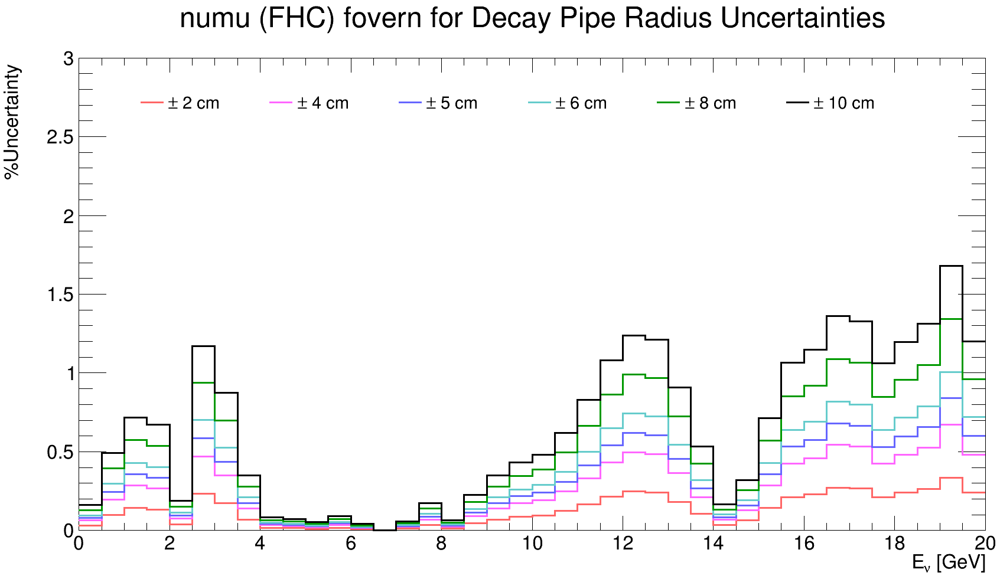 numu (FHC) fovern for Decay Pipe Radius Uncertainties
%Uncertainty
3
2.5
2
1.5
1
0.5
0
± 2 cm ± 4 cm ± 5 cm ± 6 cm ± 8 cm ± 10 cm
0 2 4 6 8 10 12 14 16 18 20
Eν [GeV]